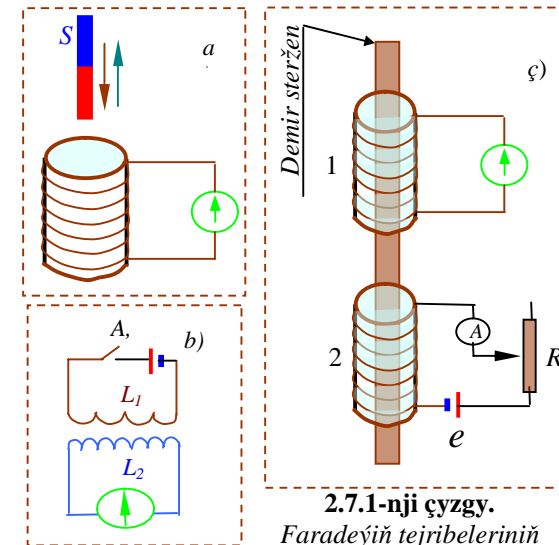 S
a
A,
b)
L1
L2
ç)
Demir steržen
1
A
R
2
e
2.7.1-nji çyzgy.
Faradeýiň tejribeleriniň